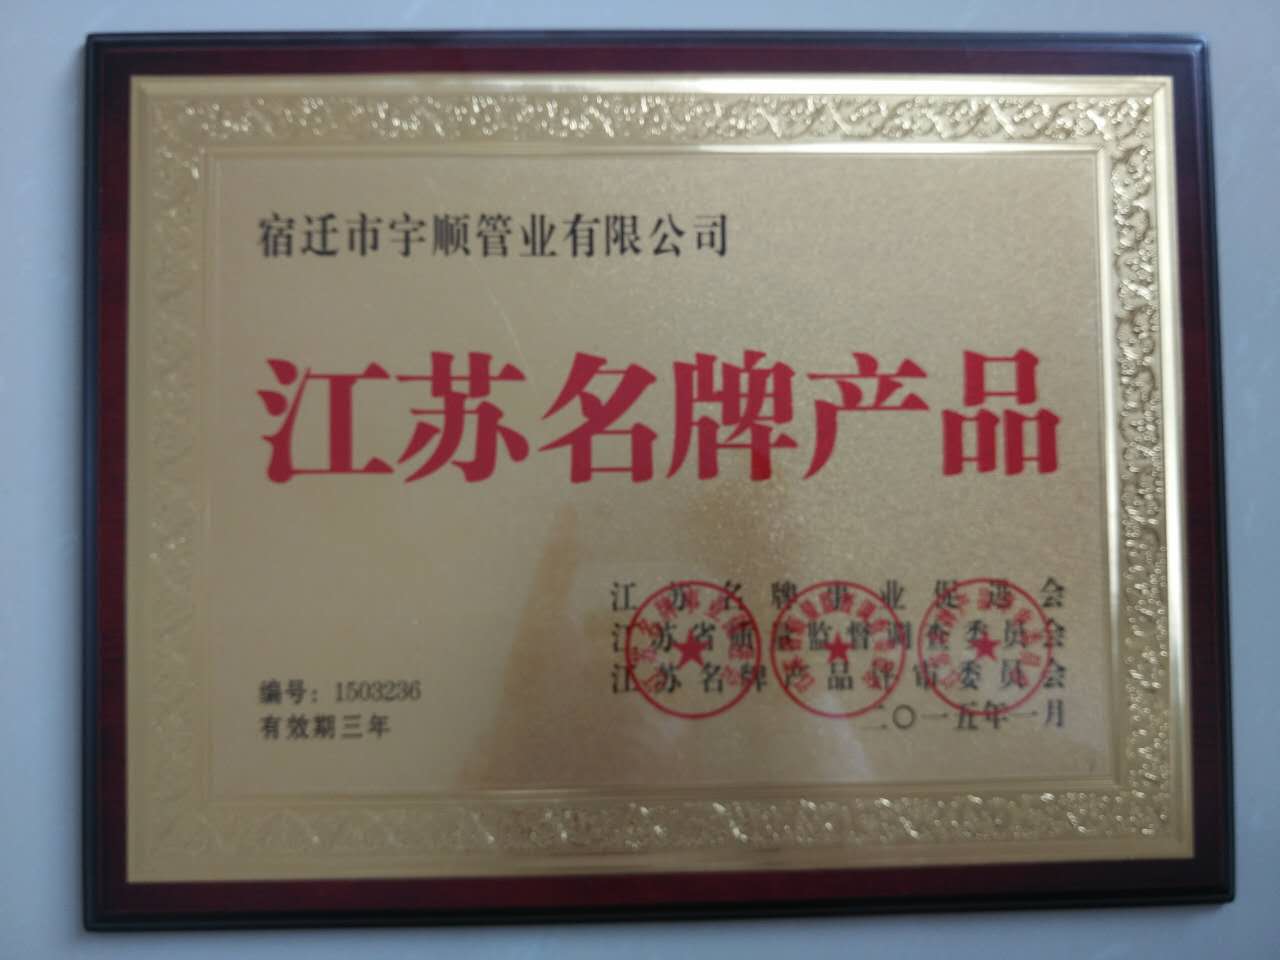 宿迁市宇顺管业有限公司
江苏名牌产品
江苏名牌事业促进会
江苏省质量监督调查委员会
江苏名牌产品评审委员会
二〇一五年一月
编号：1503236
有效期三年